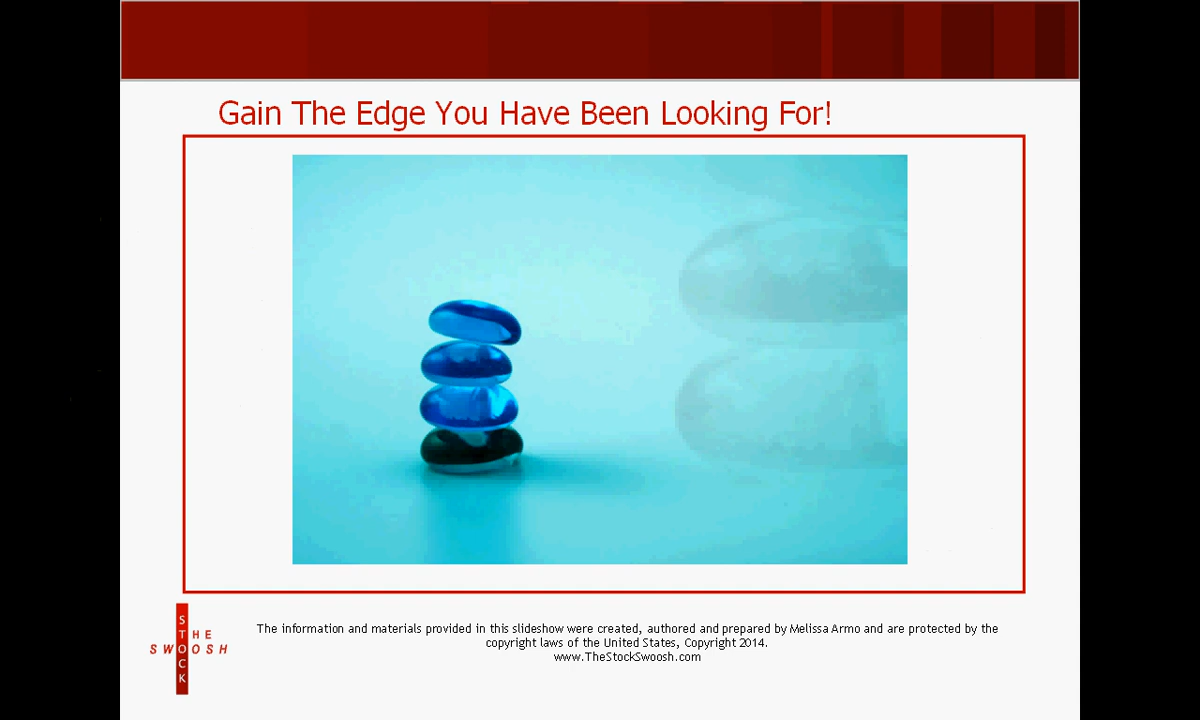 Gain The Edge You Have Been Looking For!
THE
SWOOSH
STOCK
The information and materials provided in this slideshow were created, authored and prepared by Melissa Armo and are protected by the
copyright laws of the United States, Copyright 2014.
www.TheStockSwoosh.com